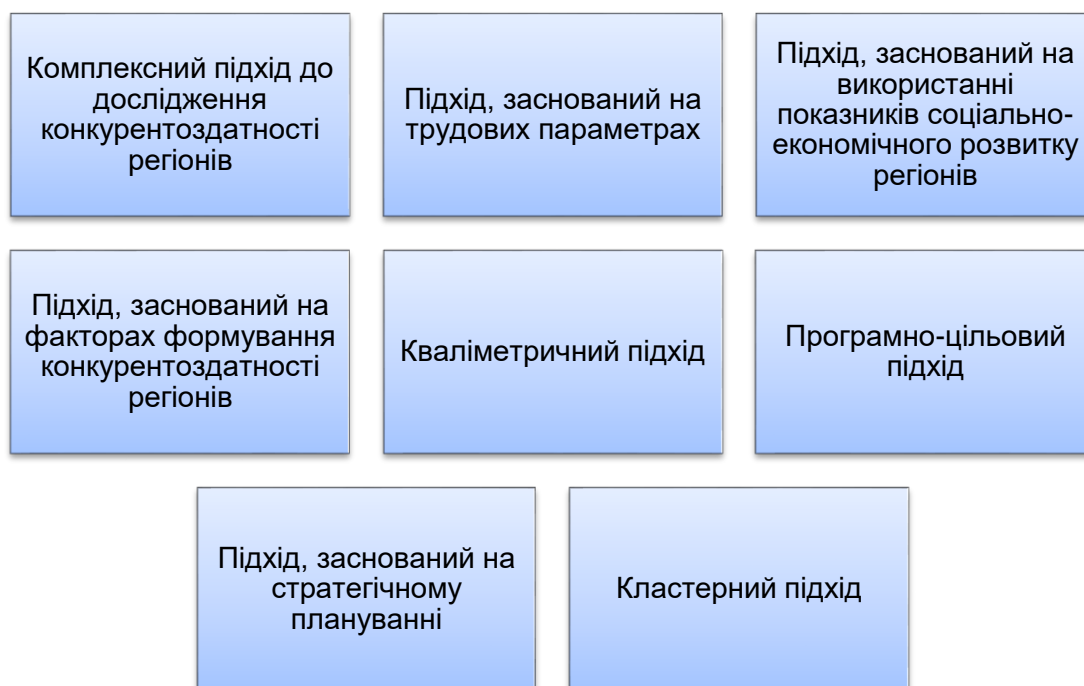 Комплексний підхід до
дослідження
конкурентоздатності
регіонів
Підхід, заснований на
трудових параметрах
Підхід, заснований на
використанні
показників соціально-
економічного розвитку
регіонів
Підхід, заснований на
факторах формування
конкурентоздатності
регіонів
Кваліметричний підхід
Програмно-цільовий
підхід
Підхід, заснований на
стратегічному
плануванні
Кластерний підхід